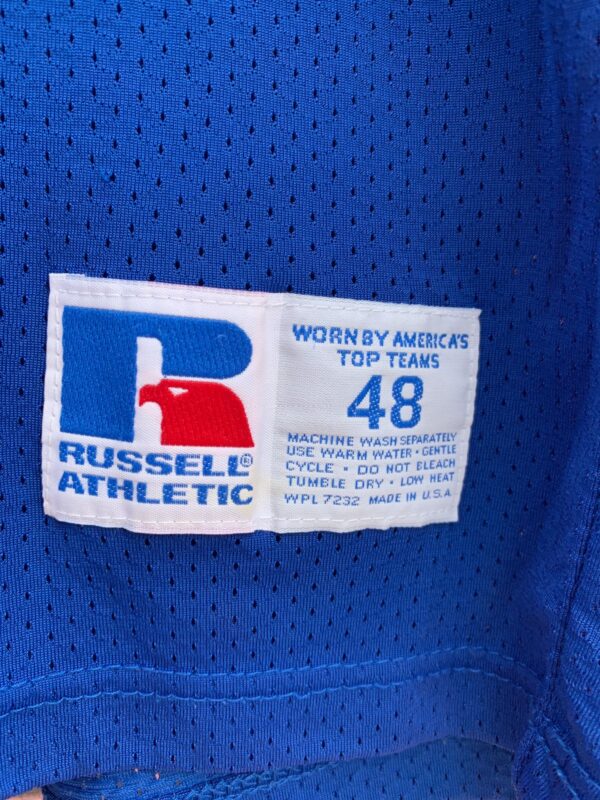 RUSSELL®
ATHLETIC
WORN BY AMERICA'S
TOP TEAMS
48
MACHINE WASH SEPARATELY
USE WARM WATER • GENTLE
CYCLE • DO NOT BLEACH
TUMBLE DRY • LOW HEAT
WPL 7232 MADE IN U.S.A.